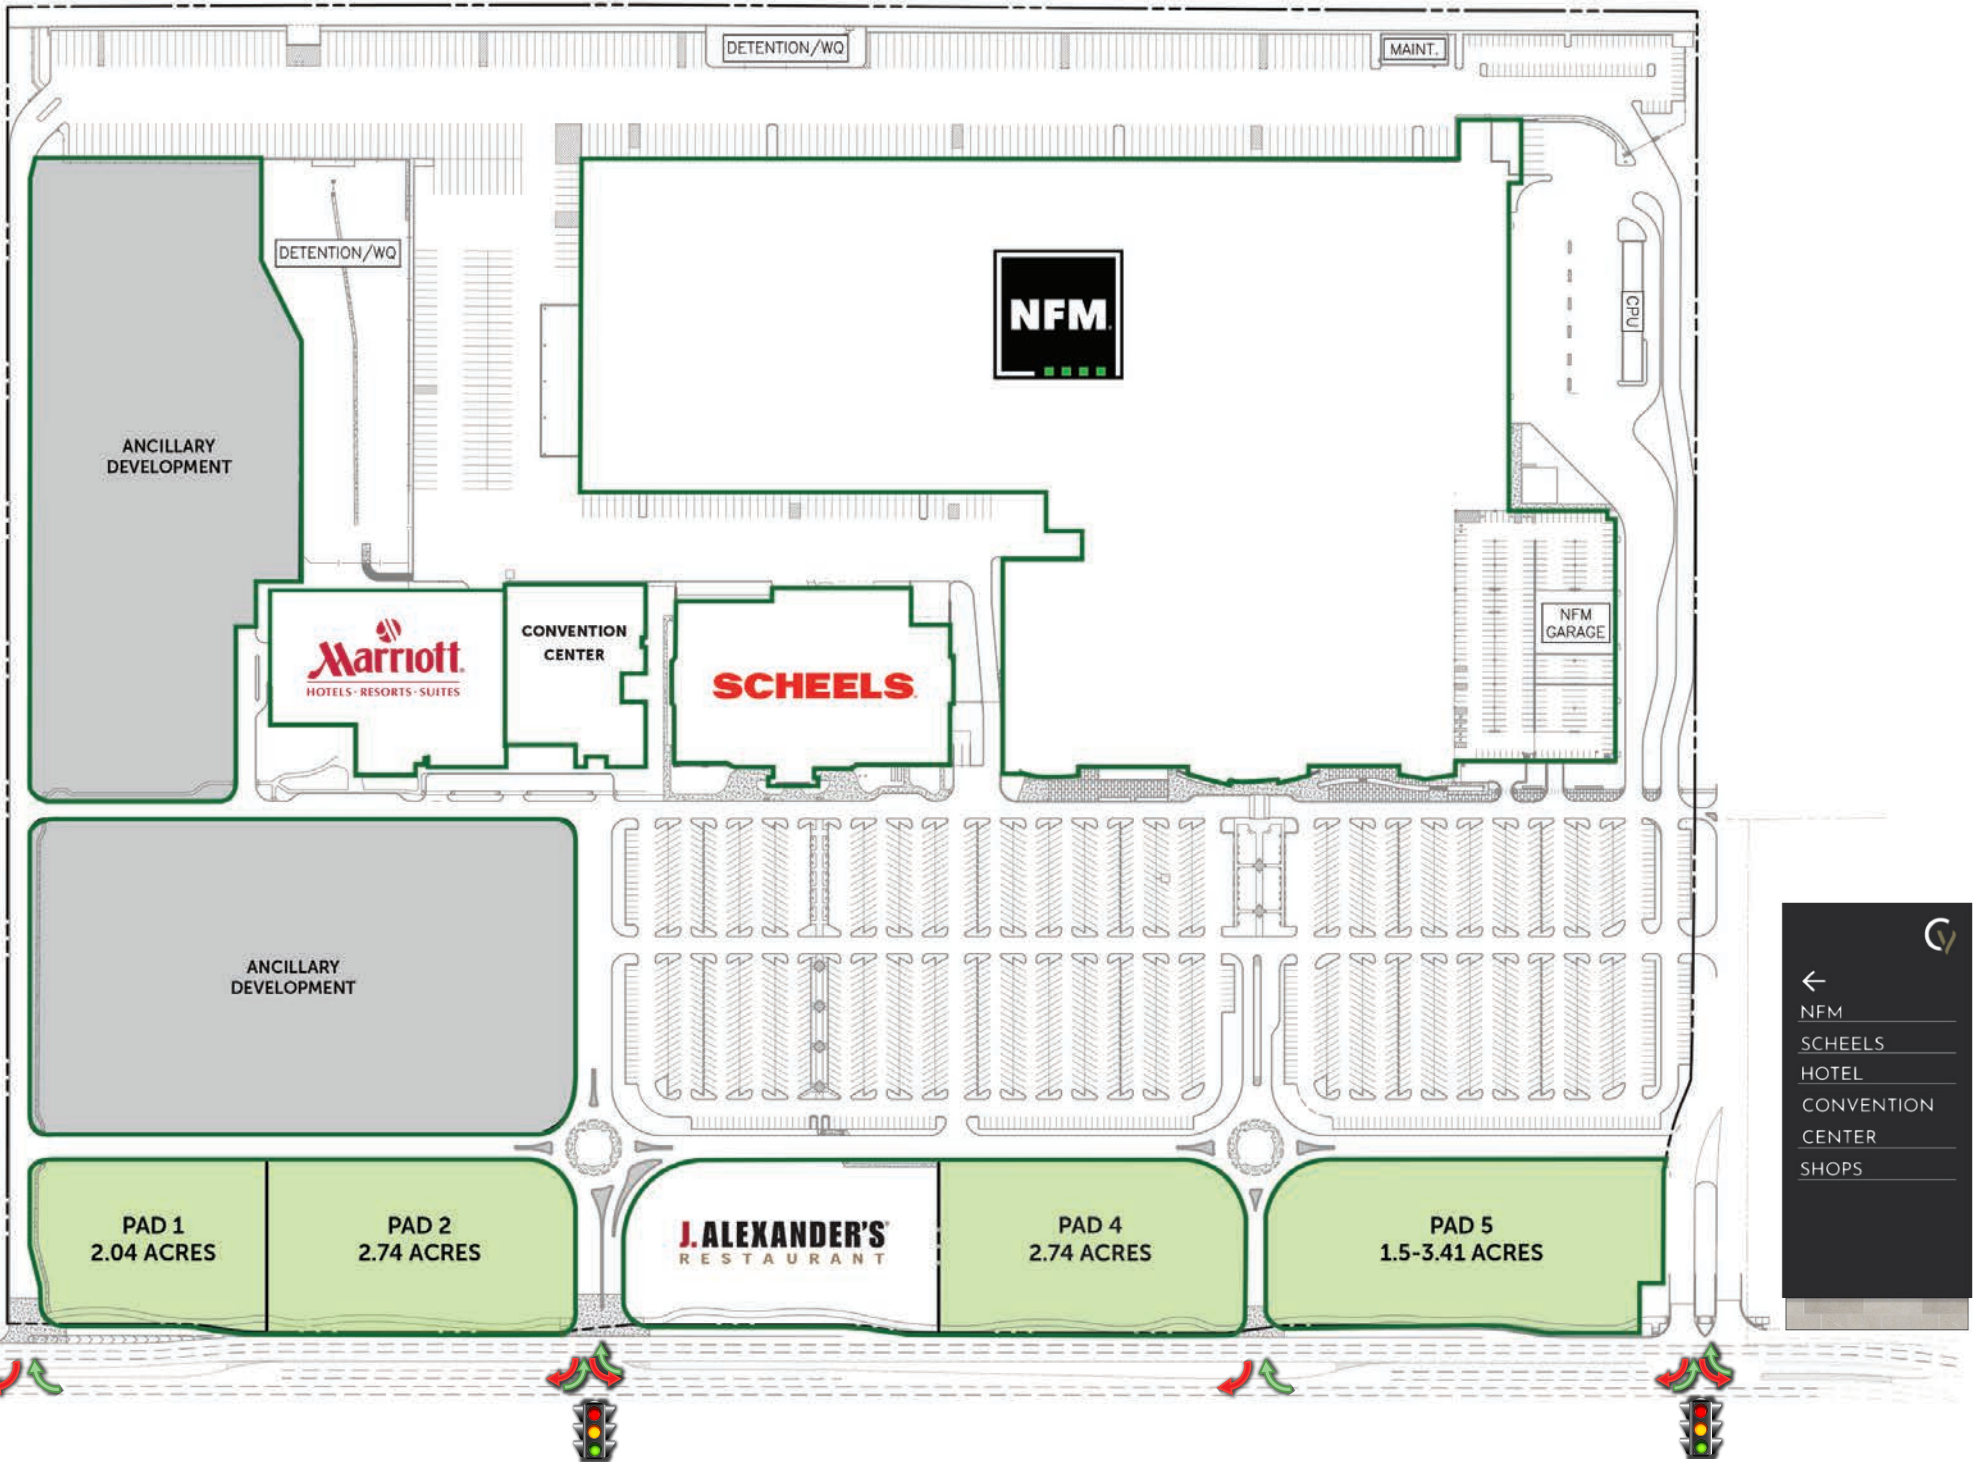 DETENTION/WQ
MAINT.
DETENTION/WQ
NFM
CPU
ANCILLARY
DEVELOPMENT
NFM
GARAGE
Marriott
HOTELS · RESORTS · SUITES
CONVENTION
CENTER
SCHEELS
ANCILLARY
DEVELOPMENT
CV
NFM
SCHEELS
HOTEL
CONVENTION
CENTER
SHOPS
PAD 1
2.04 ACRES
PAD 2
2.74 ACRES
J. ALEXANDER'S
RESTAURANT
PAD 4
2.74 ACRES
PAD 5
1.5-3.41 ACRES